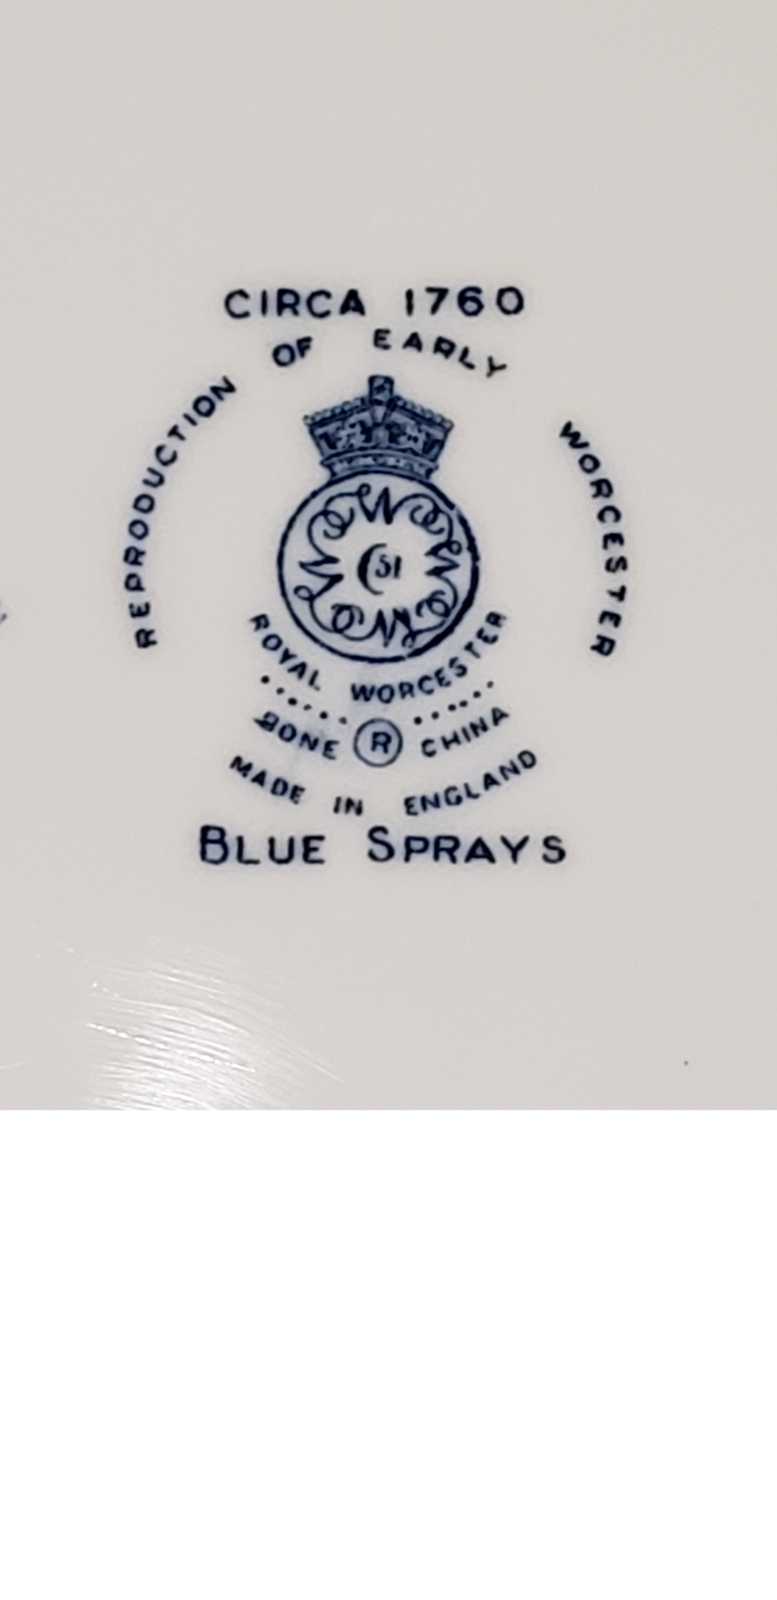 CIRCA 1760
REPRODUCTION OF EARLY WORCESTER
51
ROYAL WORCESTER
BONE ® CHINA
MADE IN ENGLAND
BLUE SPRAYS